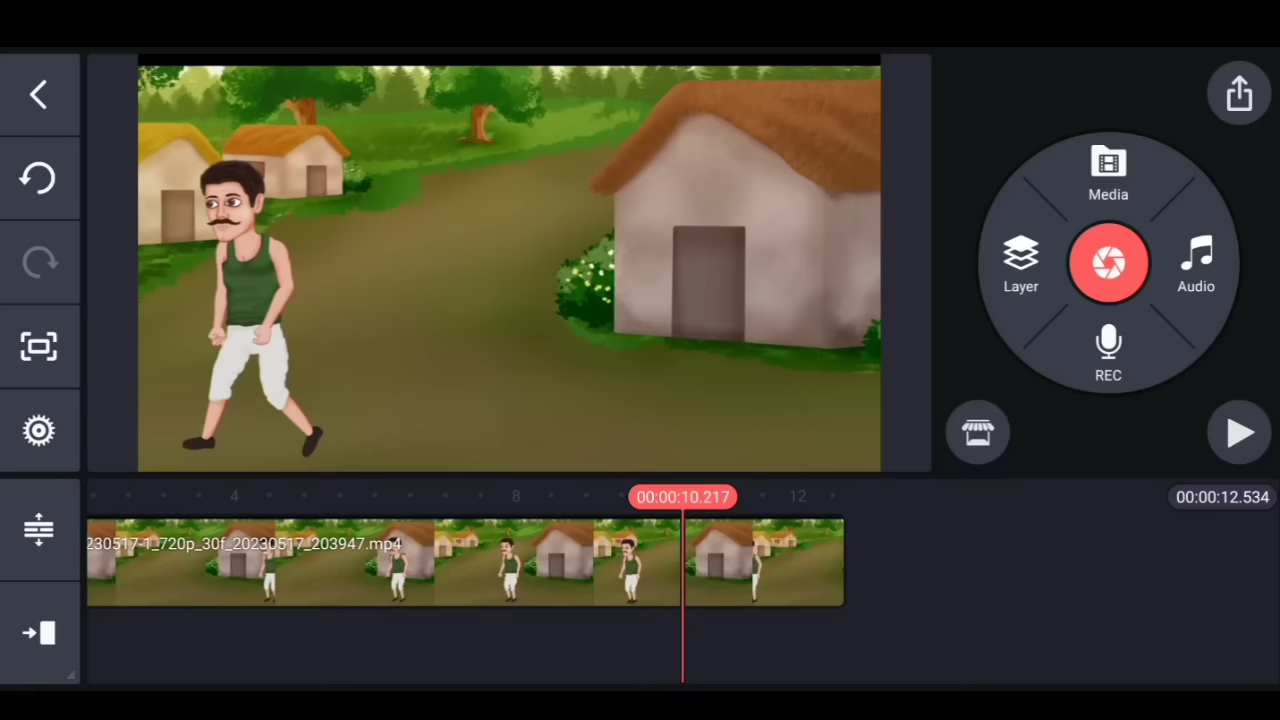 Media
Layer
Audio
REC
4
8
00:00:10.217
12
00:00:12.534
230517-1_720p_30f_20230517_203947.mp4